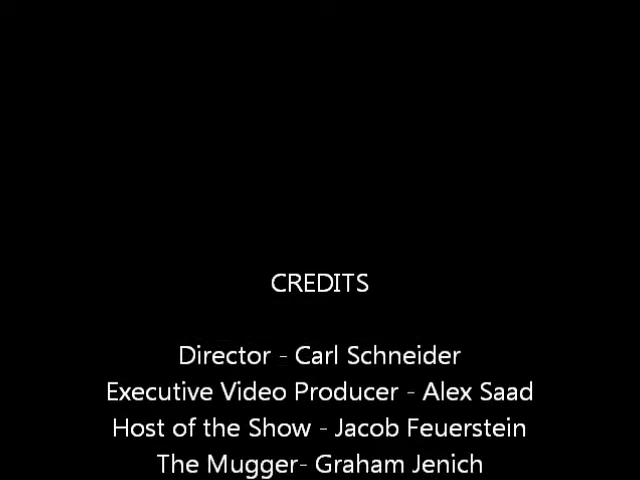 CREDITS
Director - Carl Schneider
Executive Video Producer - Alex Saad
Host of the Show - Jacob Feuerstein
The Mugger- Graham Jenich